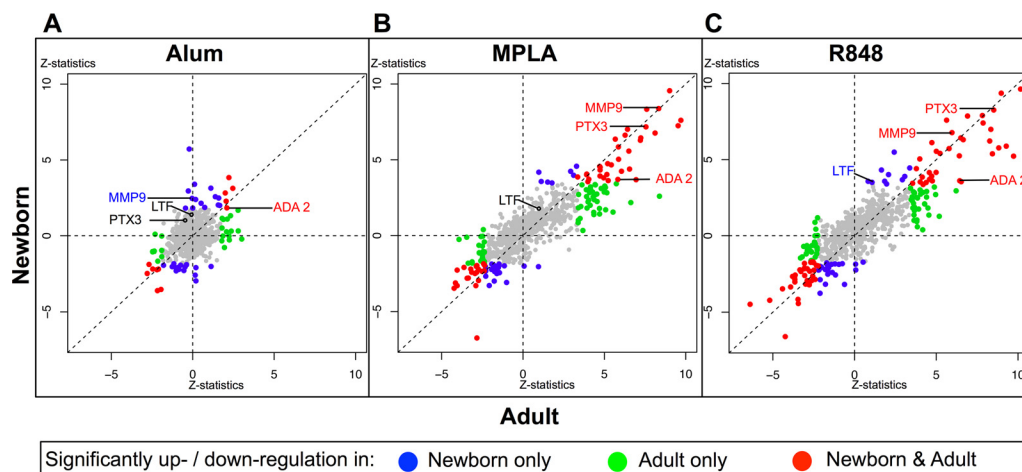 A
B
C
Alum
MPLA
R848
Z-statistics
Z-statistics
Z-statistics
10
5
0
−5
MMP9
LTF
PTX3
ADA 2
−5
0
5
10
Z-statistics
10
5
0
−5
MMP9
PTX3
ADA 2
LTF
−5
0
5
10
Z-statistics
10
5
0
−5
PTX3
MMP9
LTF
ADA 2
−5
0
5
10
Z-statistics
Newborn
Adult
Significantly up- / down-regulation in: Newborn only Adult only Newborn & Adult